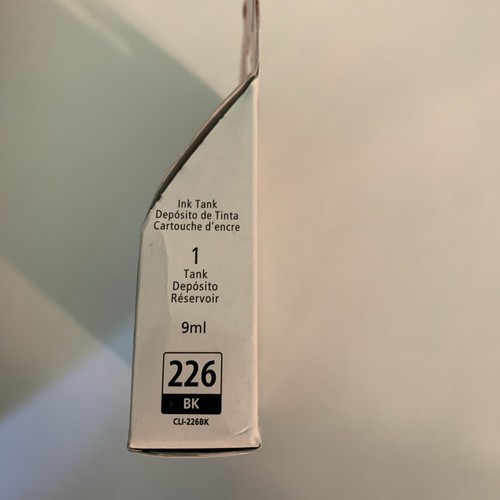 Ink Tank
Depósito de Tinta
Cartouche d'encre
1
Tank
Depósito
Réservoir
9ml
226
BK
CLI-226BK